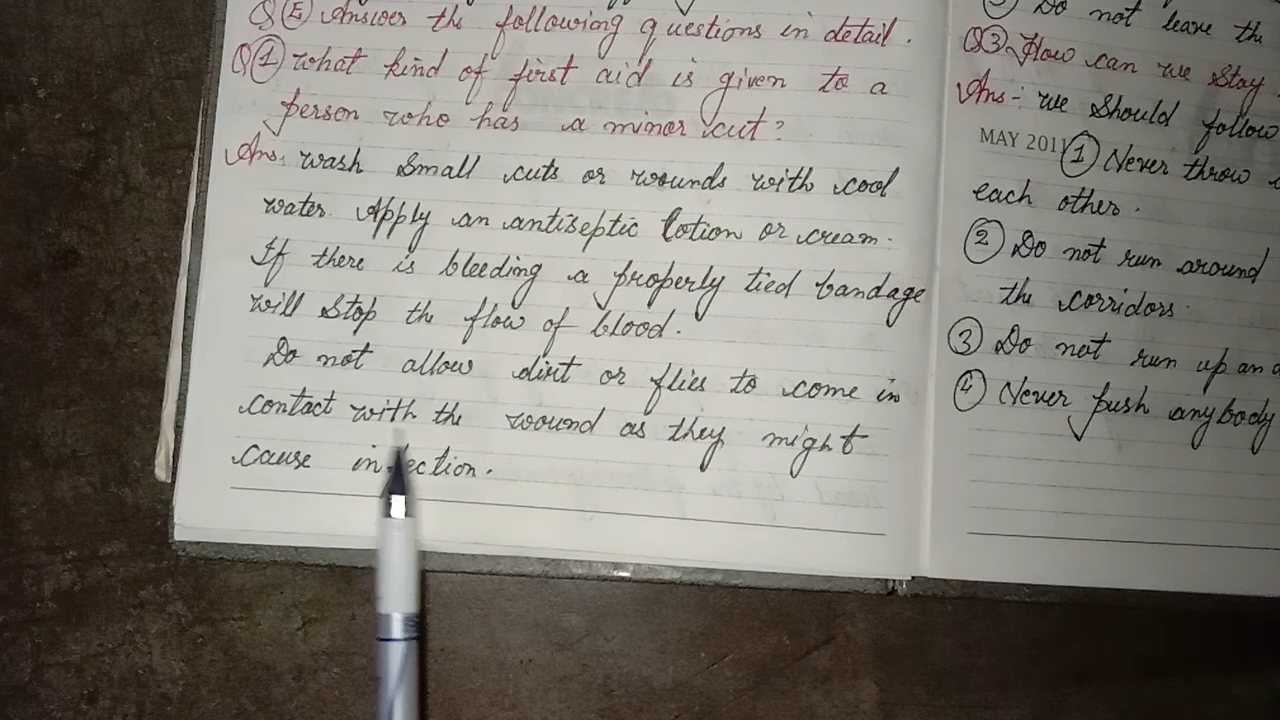 Q(E) Answer the following questions in detail.
Q(1) what kind of first aid is given to a
person who has a minor cut?
Ans. wash small cuts or wounds with cool
water. Apply an antiseptic lotion or cream.
If there is bleeding a properly tied bandage
will stop the flow of blood.
Do not allow dirt or flies to come in
contact with the wound as they might
cause infection.
Do not leave the
Q(3) How can we stay
Ans:- we should follow
MAY 2011
(1) Never throw
each other.
(2) Do not run around
the corridors.
(3) Do not run up
(4) Never push anybody